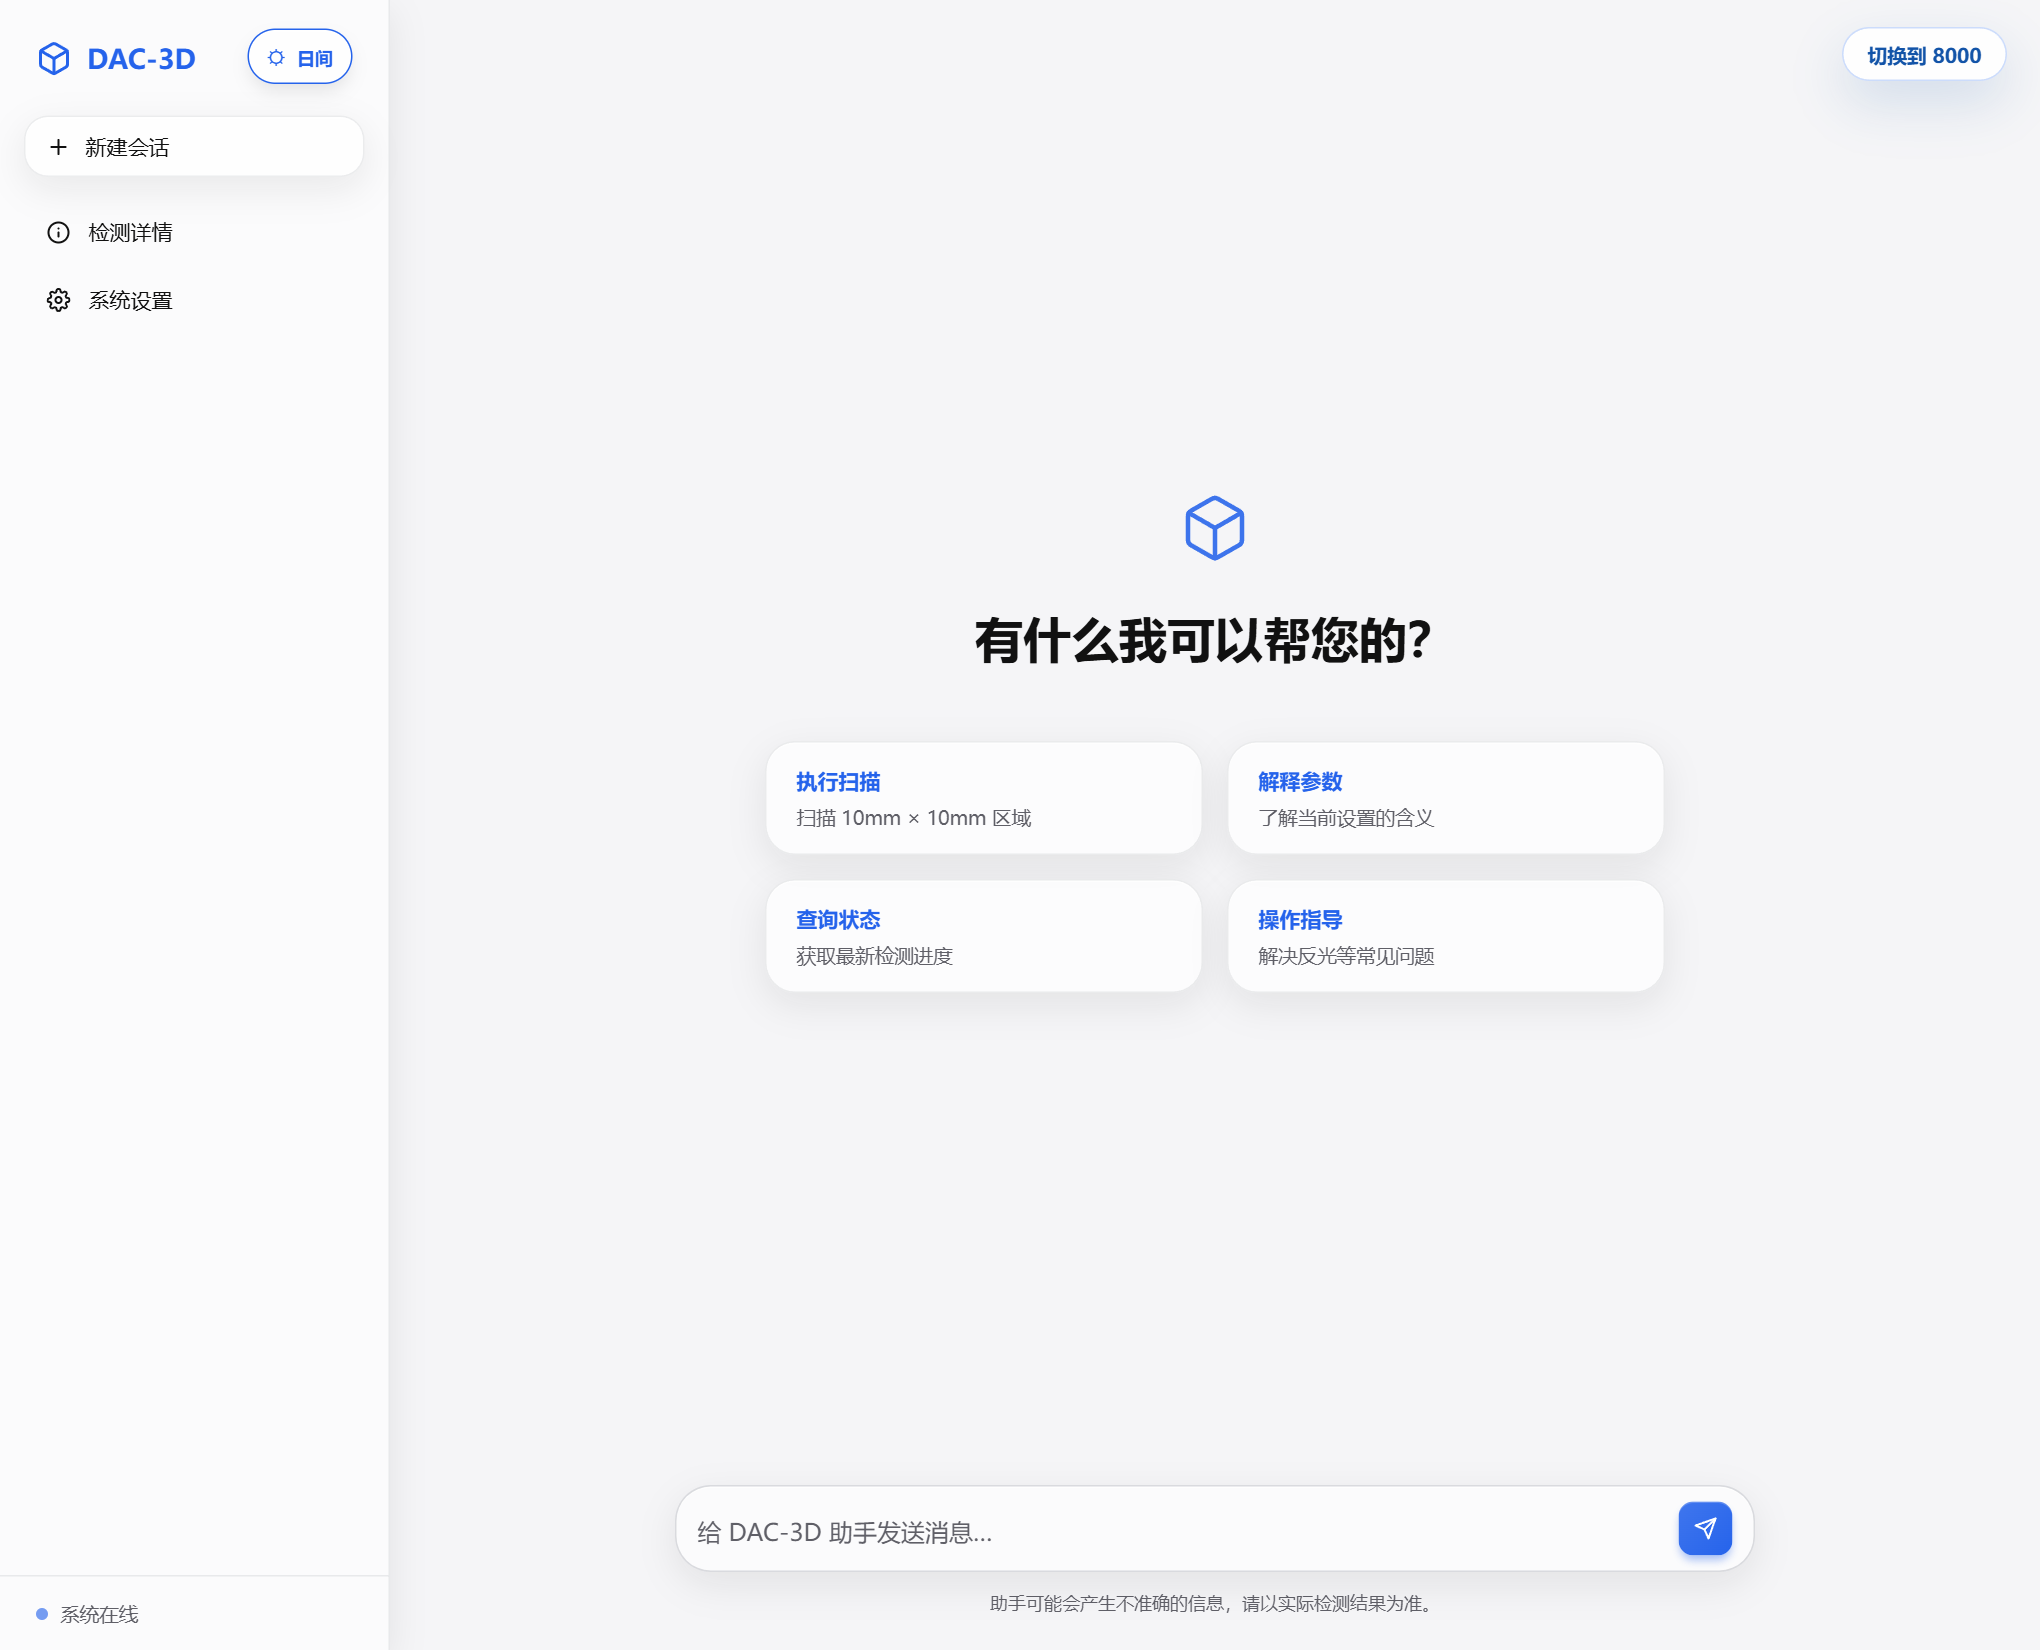 DAC-3D
日间
切换到 8000
新建会话
检测详情
系统设置
有什么我可以帮您的?
执行扫描
扫描 10mm × 10mm 区域
解释参数
了解当前设置的含义
查询状态
获取最新检测进度
操作指导
解决反光等常见问题
给 DAC-3D 助手发送消息...
助手可能会产生不准确的信息，请以实际检测结果为准。
系统在线